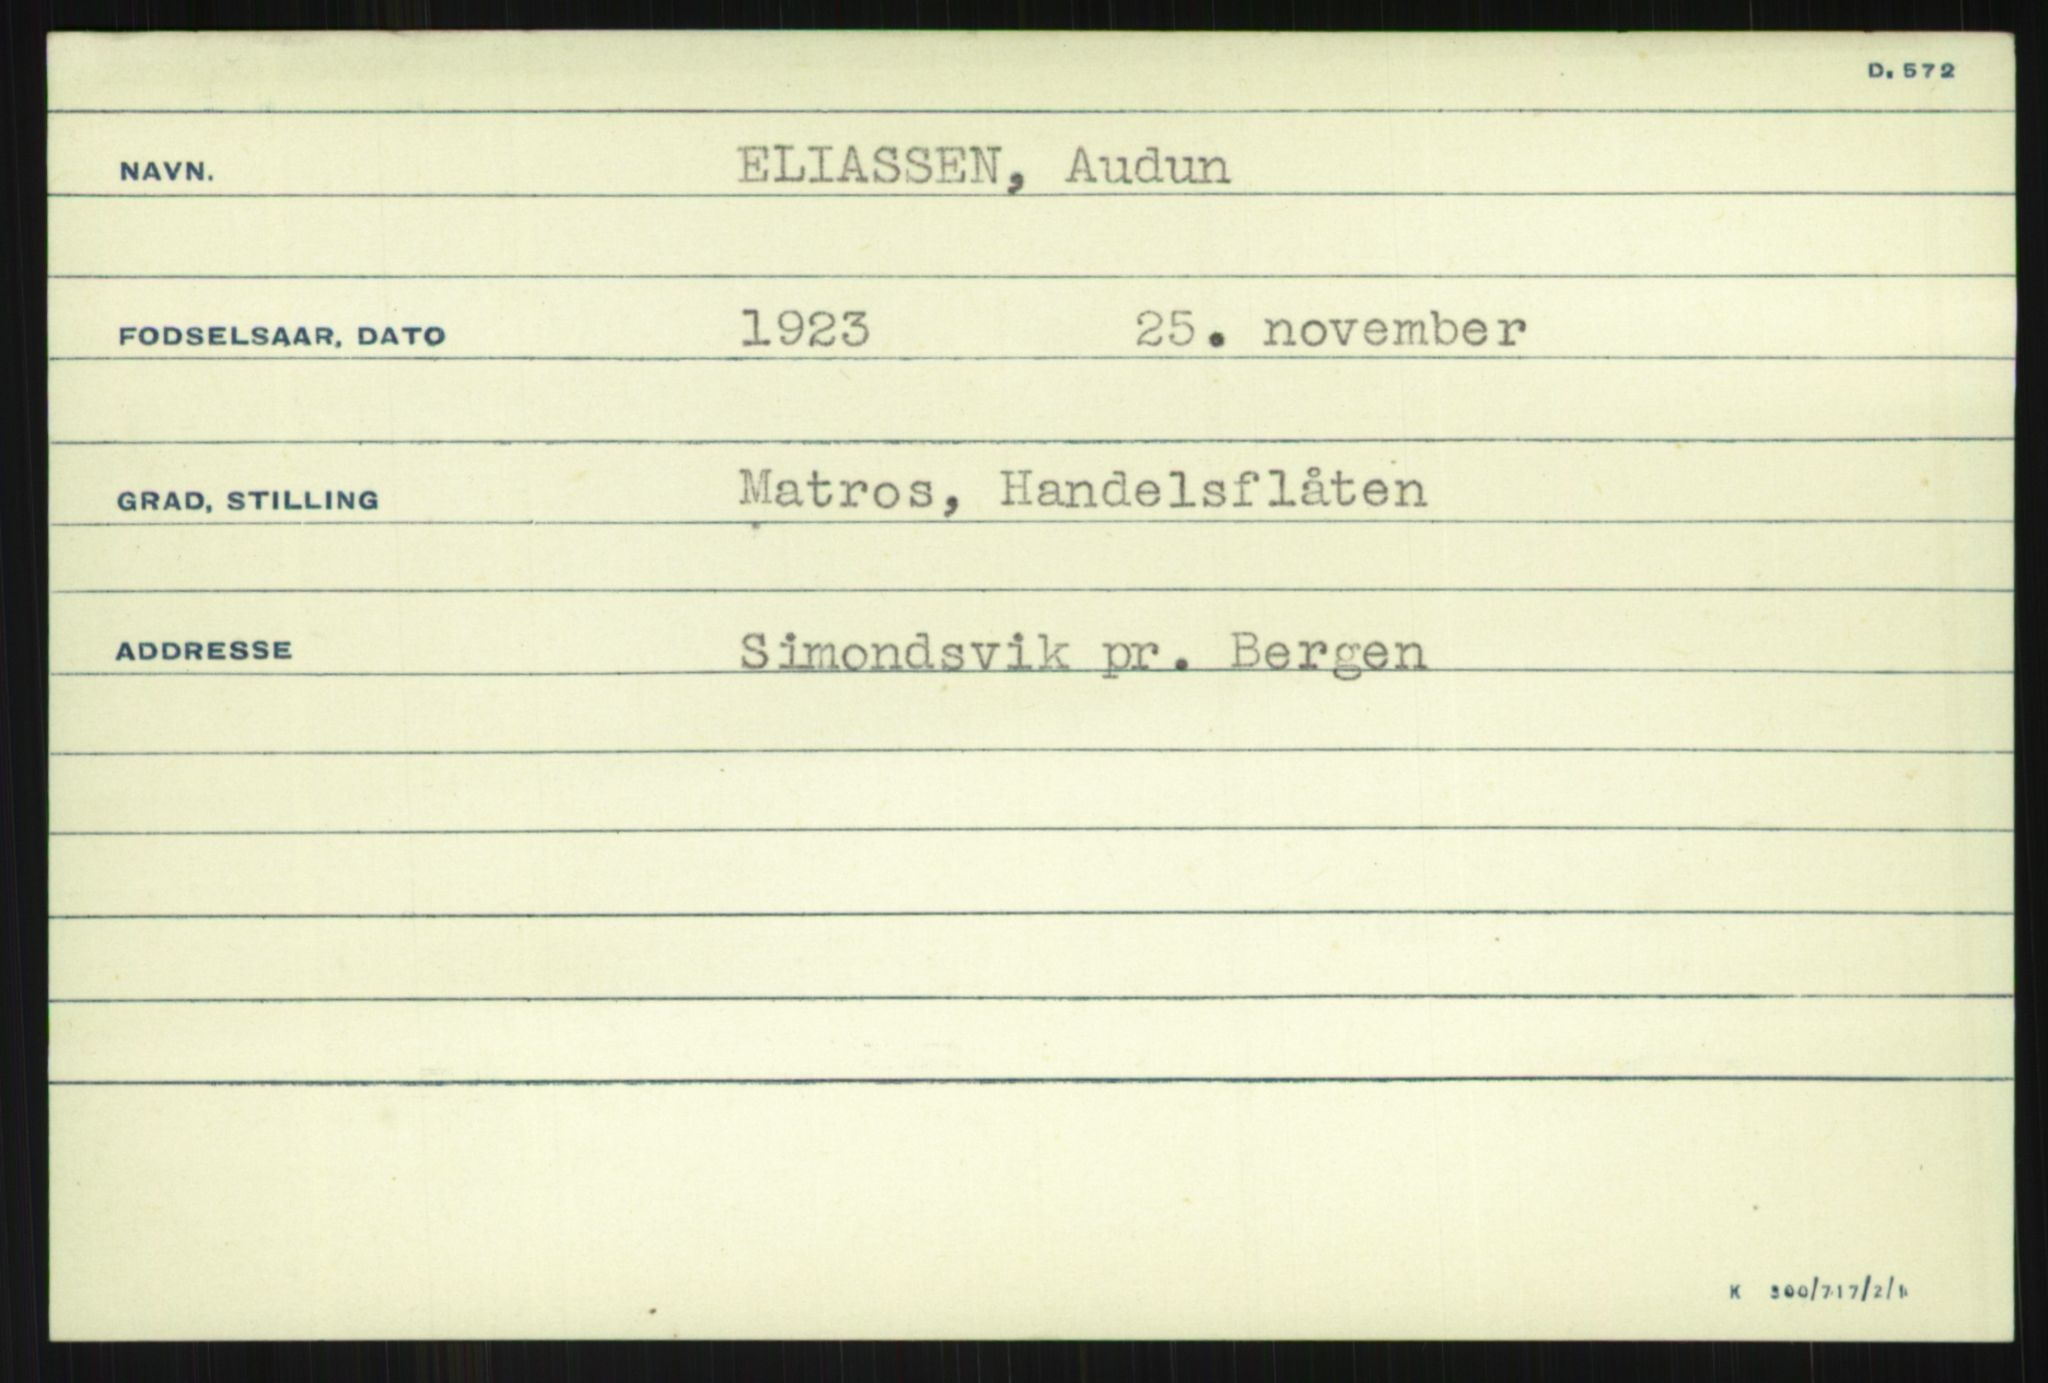 D. 572
NAVN. ELIASSEN, Audun
FODSELSAAR, DATO 1923 25. november
GRAD, STILLING Matros, Handelsflåten
ADDRESSE Simondsvik pr. Bergen
K 300/717/2/1